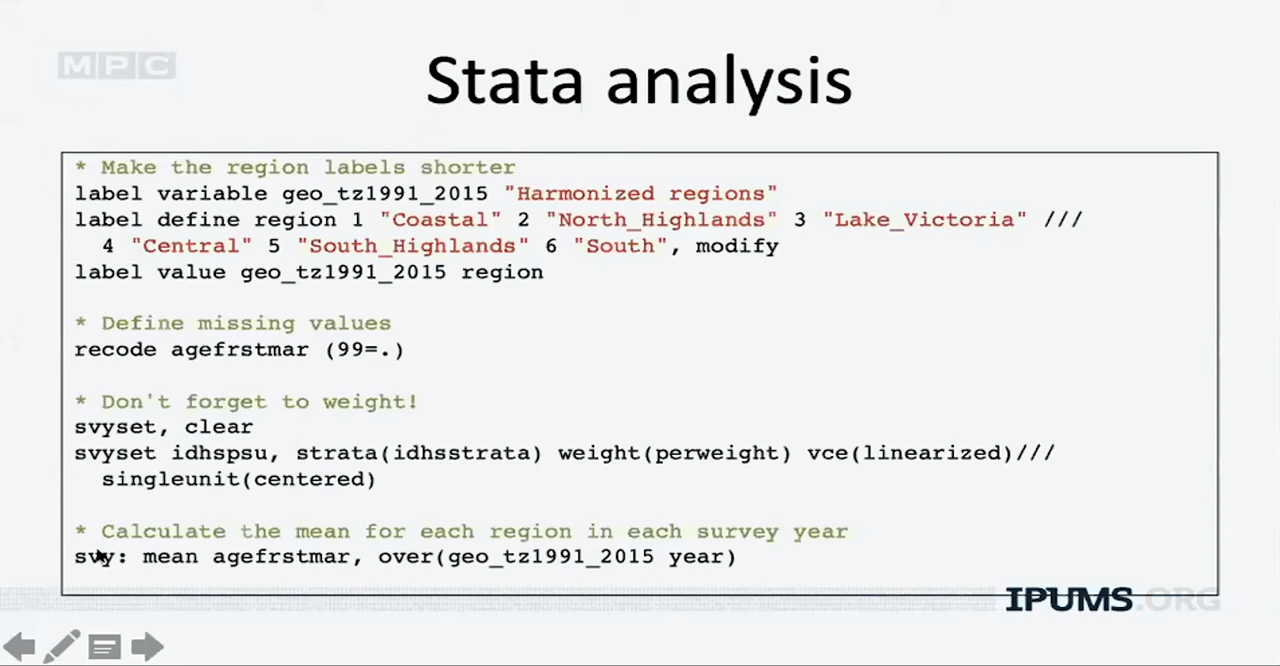 MPC
Stata analysis
* Make the region labels shorter
label variable geo_tz1991_2015 "Harmonized regions"
label define region 1 "Coastal" 2 "North_Highlands" 3 "Lake_Victoria" ///
4 "Central" 5 "South_Highlands" 6 "South", modify
label value geo_tz1991_2015 region
* Define missing values
recode agefrstmar (99=.)
* Don't forget to weight!
svyset, clear
svyset idhspsu, strata(idhsstrata) weight(perweight) vce(linearized)///
singleunit(centered)
* Calculate the mean for each region in each survey year
svy: mean agefrstmar, over(geo_tz1991_2015 year)
IPUMS.ORG